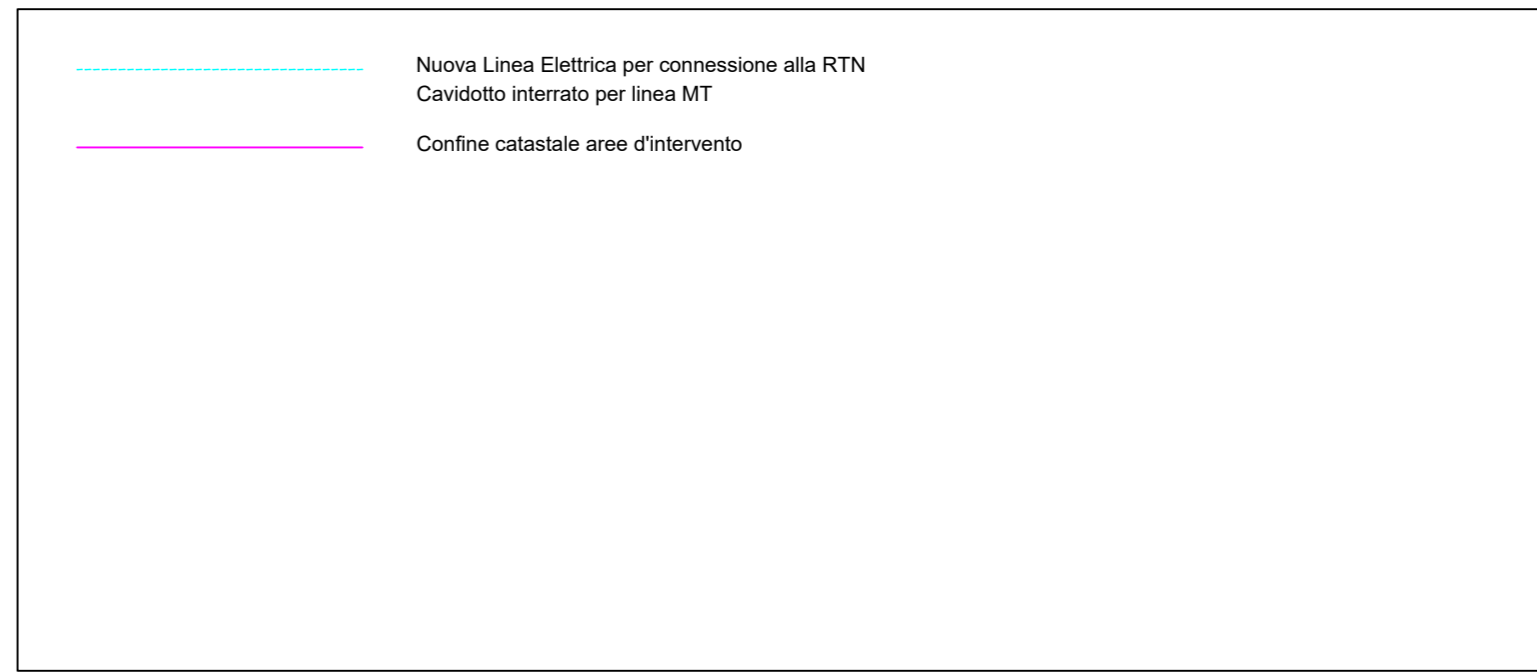 Nuova Linea Elettrica per connessione alla RTN
Cavidotto interrato per linea MT
Confine catastale aree d'intervento